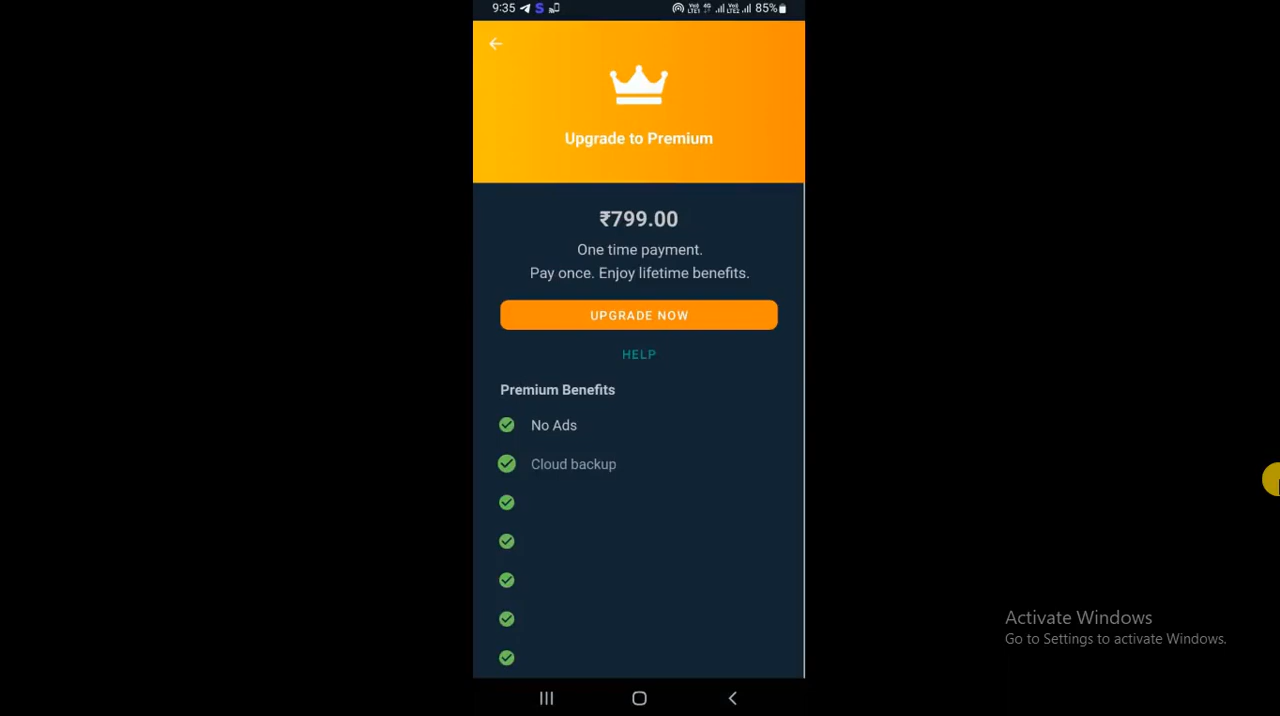 9:35
85%
Upgrade to Premium
₹799.00
One time payment.
Pay once. Enjoy lifetime benefits.
UPGRADE NOW
HELP
Premium Benefits
No Ads
Cloud backup
Activate Windows
Go to Settings to activate Windows.